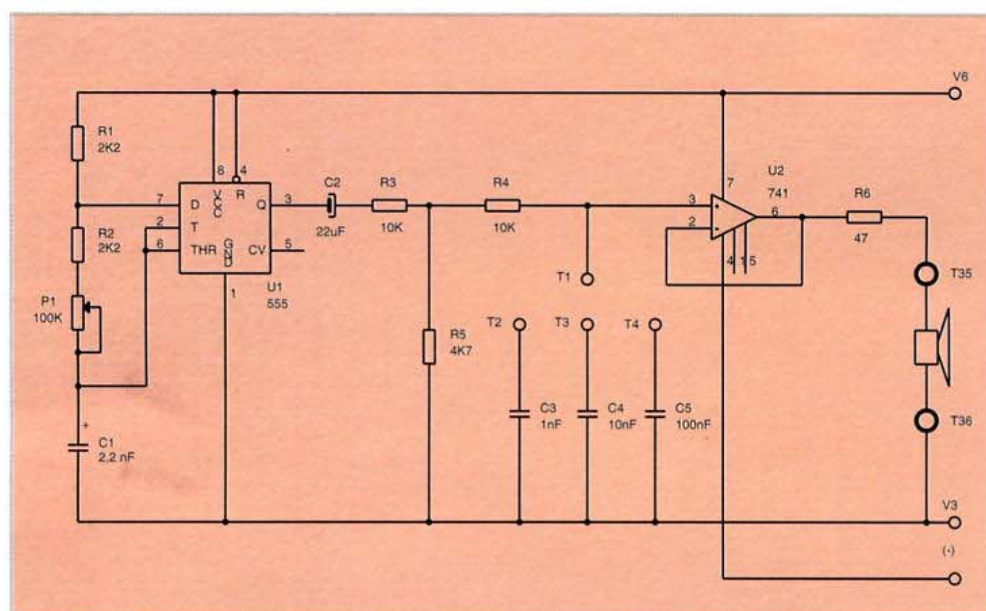 V6
R1
2K2
8
4
C2
R3
R4
U2
7
741
V
C
C
R
7
D
Q
3
3
6
R6
2
T
22uF
10K
10K
2
47
R2
2K2
6
THR
G
N
D
CV
5
4
1
5
T1
T35
P1
100K
1
U1
555
R5
4K7
T2
T3
T4
C3
1nF
C4
10nF
C5
100nF
T36
+
C1
2,2 nF
V3
(-)